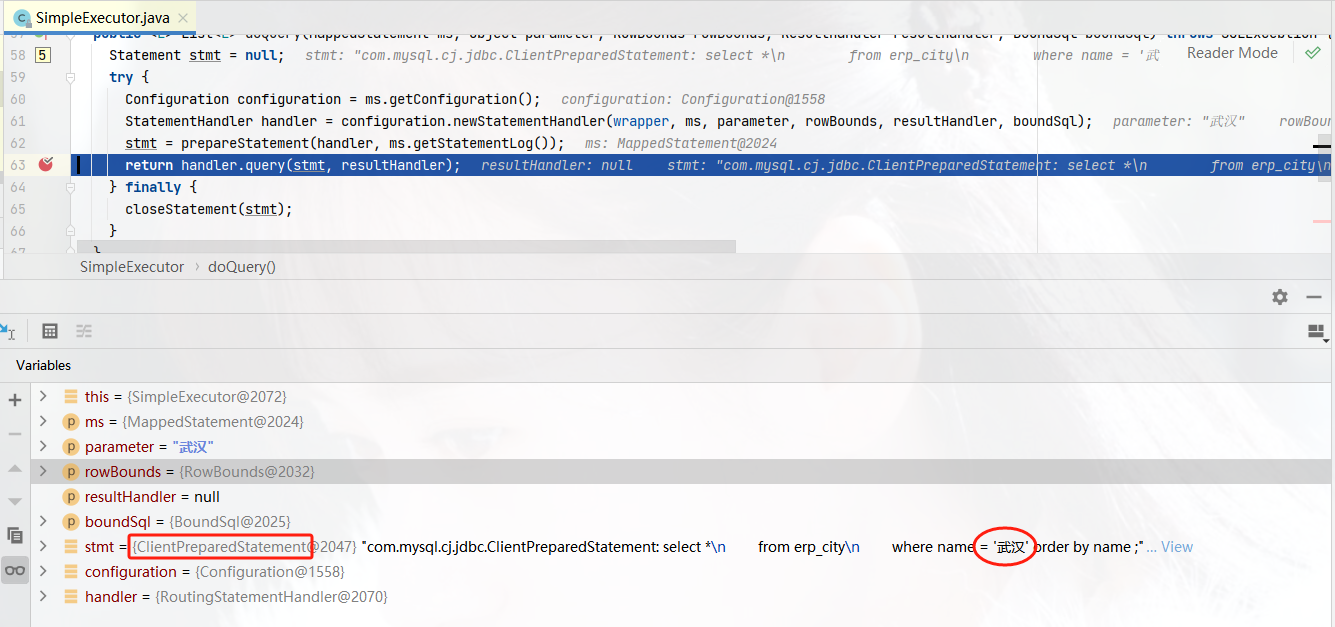 SimpleExecutor.java
public <E> List<E> doQuery(MappedStatement ms, Object parameter, RowBounds rowBounds, ResultHandler resultHandler, BoundSql boundSql) throws SQLException {
58 5 Statement stmt = null; stmt: "com.mysql.cj.jdbc.ClientPreparedStatement: select *\n from erp_city\n where name = '武 Reader Mode
59 try {
60 Configuration configuration = ms.getConfiguration(); configuration: Configuration@1558
61 StatementHandler handler = configuration.newStatementHandler(wrapper, ms, parameter, rowBounds, resultHandler, boundSql); parameter: "武汉" rowBour
62 stmt = prepareStatement(handler, ms.getStatementLog()); ms: MappedStatement@2024
63 return handler.query(stmt, resultHandler); resultHandler: null stmt: "com.mysql.cj.jdbc.ClientPreparedStatement: select *\n from erp_city\n
64 } finally {
65 closeStatement(stmt);
66 }
67 }
SimpleExecutor › doQuery()
Variables
this = {SimpleExecutor@2072}
p ms = {MappedStatement@2024}
p parameter = "武汉"
p rowBounds = {RowBounds@2032}
p resultHandler = null
p boundSql = {BoundSql@2025}
stmt = {ClientPreparedStatement@2047} "com.mysql.cj.jdbc.ClientPreparedStatement: select *\n from erp_city\n where name = '武汉' order by name ;" ... View
configuration = {Configuration@1558}
handler = {RoutingStatementHandler@2070}